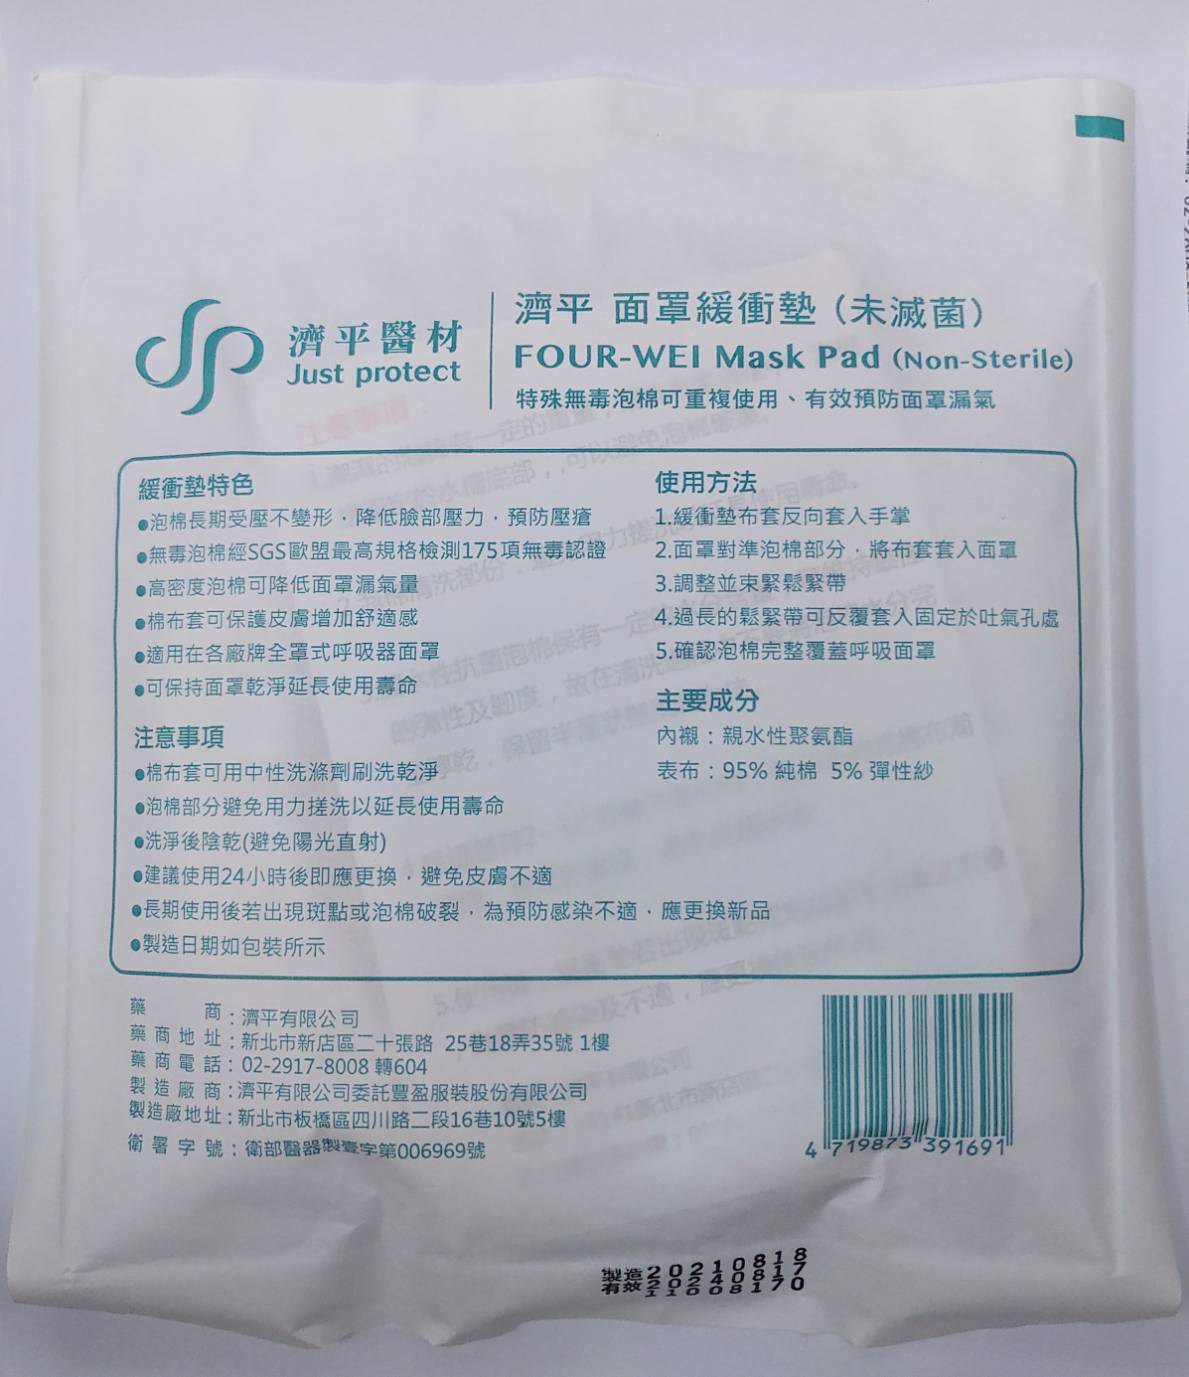 濟平醫材
Just protect
濟平 面罩緩衝墊（未滅菌）
FOUR-WEI Mask Pad (Non-Sterile)
特殊無毒泡棉可重複使用、有效預防面罩漏氣
緩衝墊特色
●泡棉長期受壓不變形，降低臉部壓力，預防壓瘡
●無毒泡棉經SGS歐盟最高規格檢測175項無毒認證
●高密度泡棉可降低面罩漏氣量
●棉布套可保護皮膚增加舒適感
●適用在各廠牌全罩式呼吸器面罩
●可保持面罩乾淨延長使用壽命
注意事項
●棉布套可用中性洗滌劑刷洗乾淨
●泡棉部分避免用力搓洗以延長使用壽命
●洗淨後陰乾(避免陽光直射)
●建議使用24小時後即應更換，避免皮膚不適
●長期使用後若出現斑點或泡棉破裂，為預防感染不適，應更換新品
●製造日期如包裝所示
使用方法
1.緩衝墊布套反向套入手掌
2.面罩對準泡棉部分，將布套套入面罩
3.調整並束緊鬆緊帶
4.過長的鬆緊帶可反覆套入固定於吐氣孔處
5.確認泡棉完整覆蓋呼吸面罩
主要成分
內襯：親水性聚氨酯
表布：95% 純棉 5% 彈性紗
藥商：濟平有限公司
藥商地址：新北市新店區二十張路 25巷18弄35號 1樓
藥商電話：02-2917-8008 轉604
製造廠商：濟平有限公司委託豐盈服裝股份有限公司
製造廠地址：新北市板橋區四川路二段16巷10號5樓
衛署字號：衛部醫器製壹字第006969號
4 719873 391691
製造20210818
有效20240817